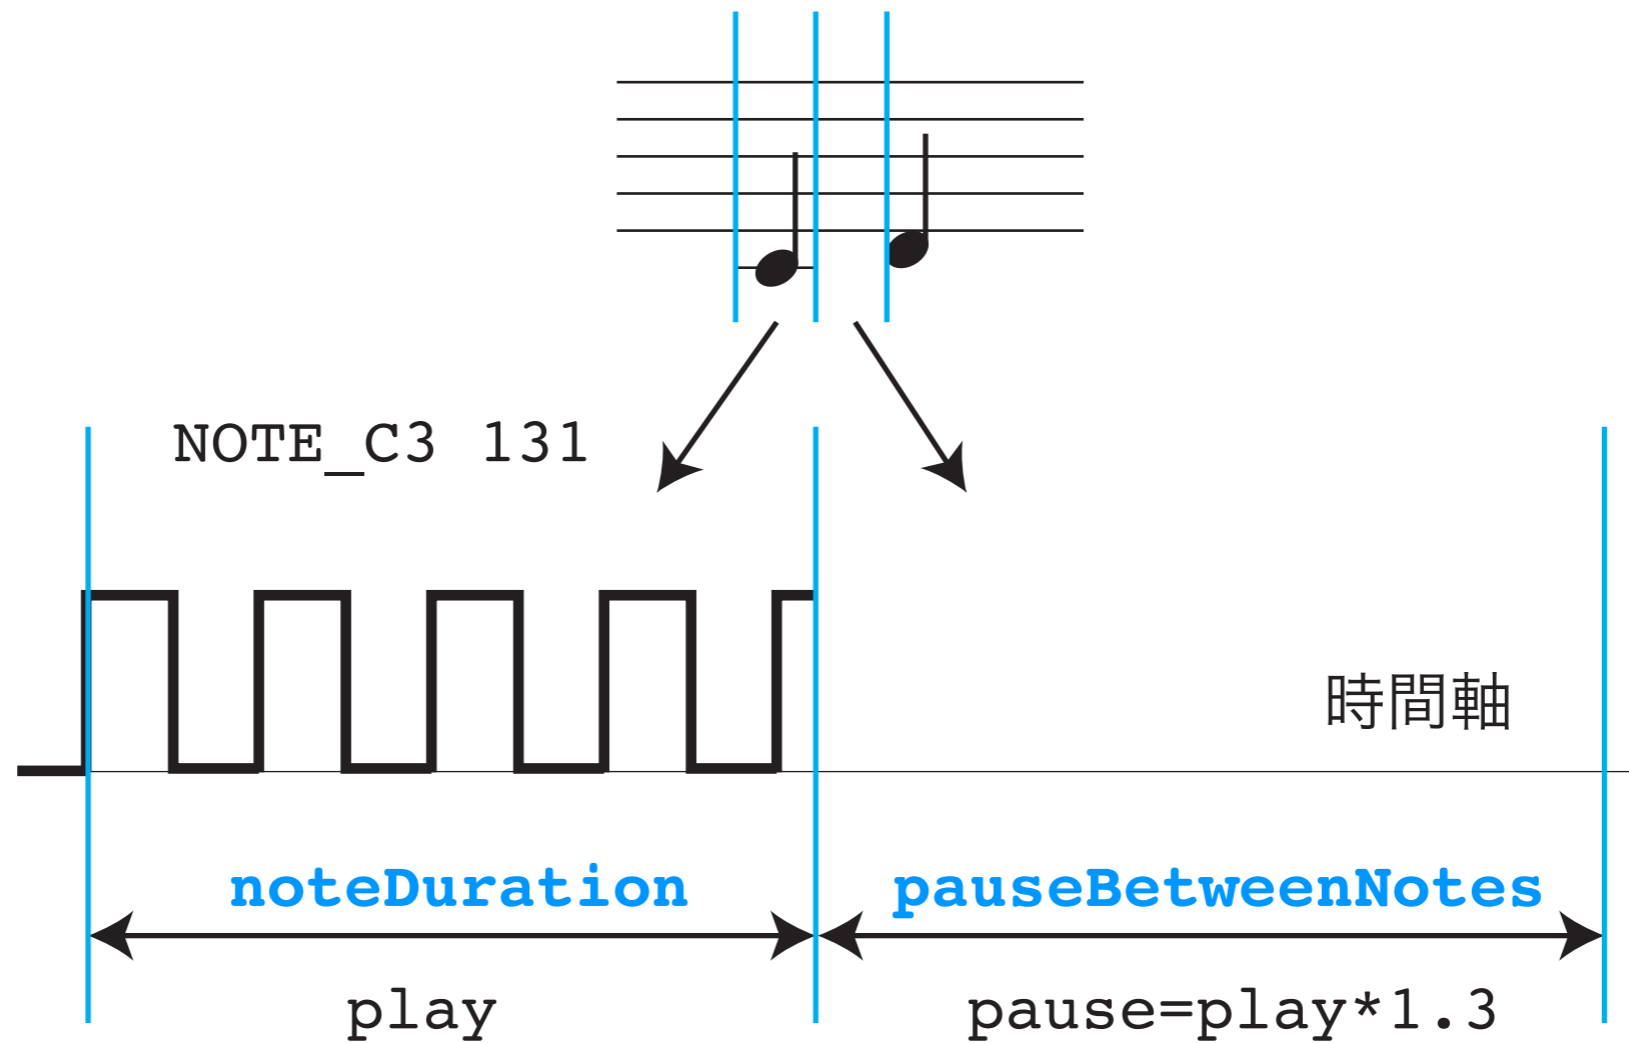 NOTE_C3 131
時間軸
noteDuration
pauseBetweenNotes
play
pause=play*1.3